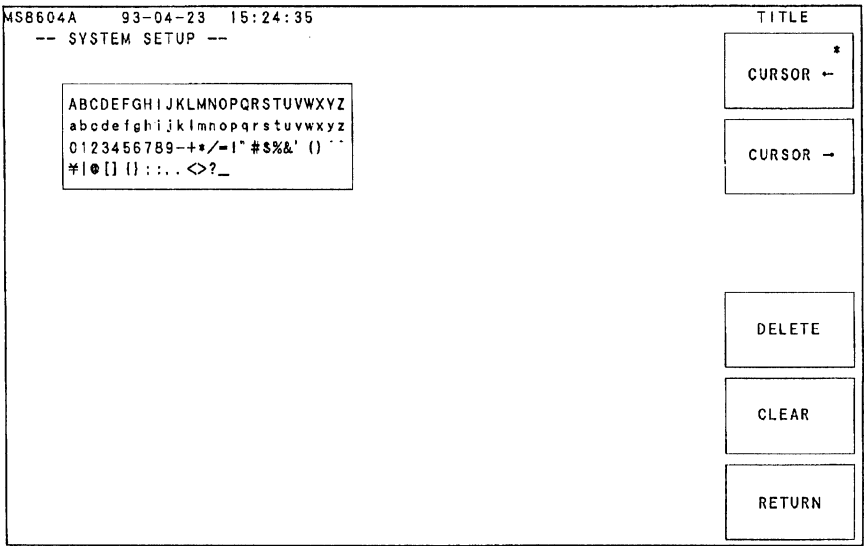 MS8604A 93-04-23 15:24:35
TITLE
-- SYSTEM SETUP --
*
CURSOR ←
ABCDEFGHIJKLMNOPQRSTUVWXYZ
abcdefghijklmnopqrstuvwxyz
0123456789-+*/=!"#$%&'()¯^
¥|@[]{}:;,.<>?_
CURSOR →
DELETE
CLEAR
RETURN